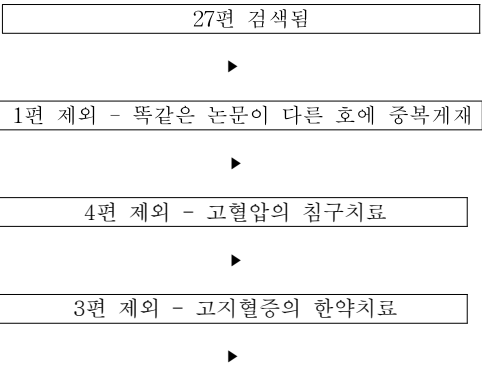 27편 검색됨
▶
1편 제외 - 똑같은 논문이 다른 호에 중복게재
▶
4편 제외 - 고혈압의 침구치료
▶
3편 제외 - 고지혈증의 한약치료
▶